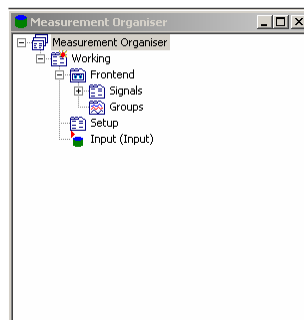 Measurement Organiser
Measurement Organiser
Working
Frontend
Signals
Groups
Setup
Input (Input)